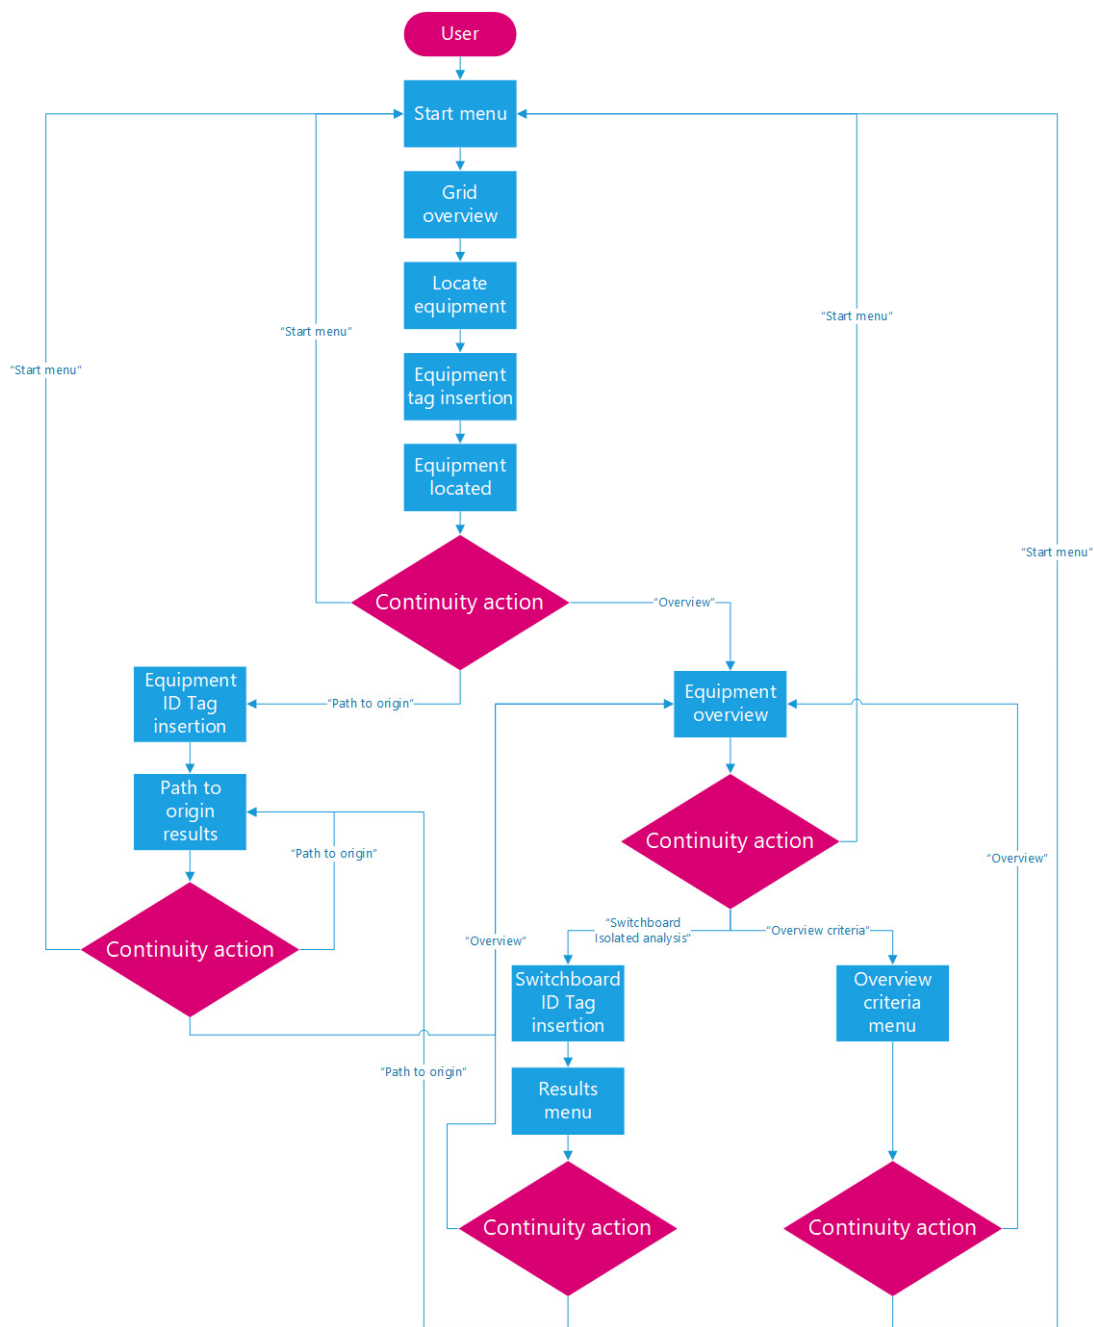 User
Start menu
Grid
overview
Locate
equipment
“Start menu”
“Start menu”
“Start menu”
Equipment
tag insertion
Equipment
located
“Start menu”
Continuity action
“Overview”
Equipment
ID Tag
insertion
“Path to origin”
Equipment
overview
Path to
origin
results
“Path to origin”
Continuity action
“Overview”
“Switchboard
Isolated analysis”
“Overview criteria”
Continuity action
“Overview”
Switchboard
ID Tag
insertion
Overview
criteria
menu
“Path to origin”
Results
menu
Continuity action
Continuity action